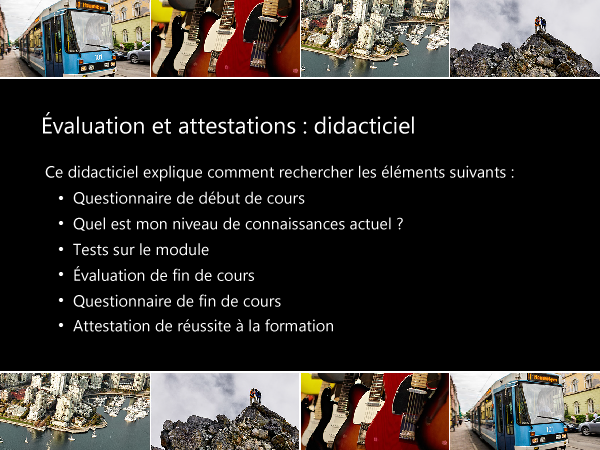 Évaluation et attestations : didacticiel
Ce didacticiel explique comment rechercher les éléments suivants :
• Questionnaire de début de cours
• Quel est mon niveau de connaissances actuel ?
• Tests sur le module
• Évaluation de fin de cours
• Questionnaire de fin de cours
• Attestation de réussite à la formation